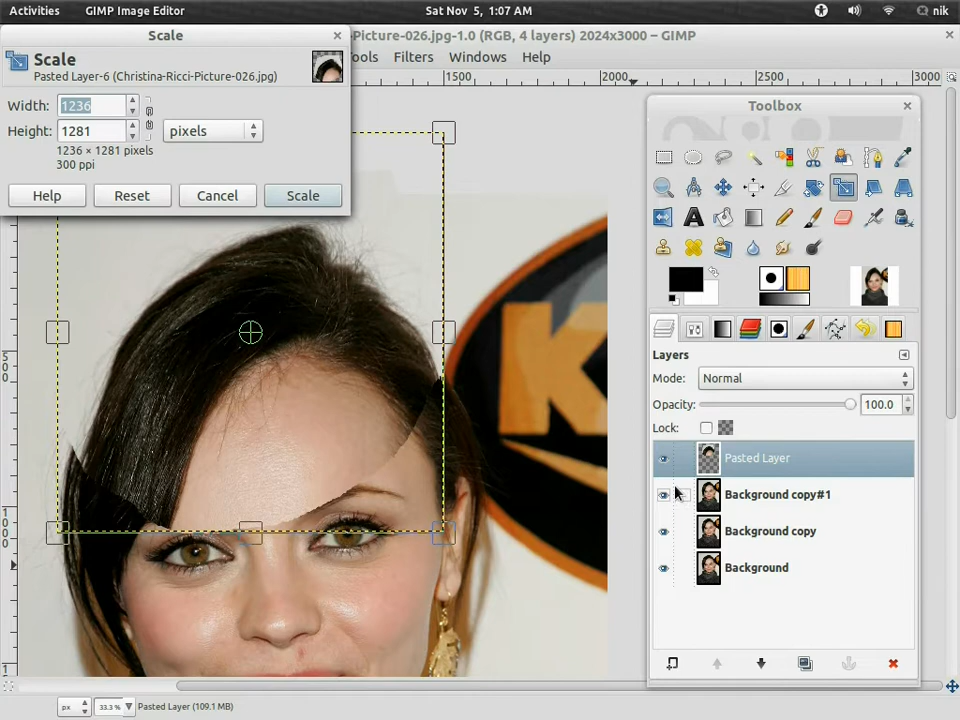 Activities GIMP Image Editor Sat Nov 5, 1:07 AM nik
Scale
-Picture-026.jpg-1.0 (RGB, 4 layers) 2024x3000 – GIMP
Tools Filters Windows Help
Scale
Pasted Layer-6 (Christina-Ricci-Picture-026.jpg)
1500 2000 2500 3000
Width: 1236
Height: 1281 pixels
1236 × 1281 pixels
300 ppi
Help Reset Cancel Scale
Toolbox
K
500
Layers
Mode: Normal
Opacity: 100.0
Lock:
Pasted Layer
Background copy#1
Background copy
Background
1000
1
px 33.3 % Pasted Layer (109.1 MB)